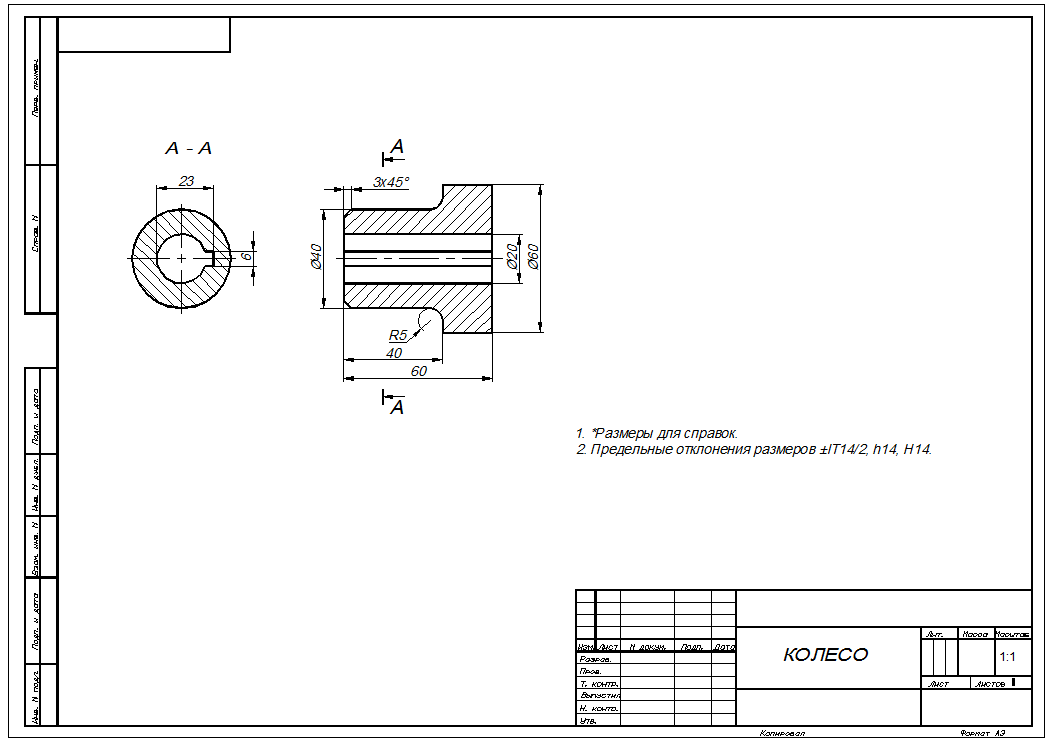 Перв. примен.
Справ. N
Подп. и дата
Инв. N дубл.
Взам. инв. N
Подп. и дата
Инв. N подл.
А - А
23
6
А
3x45°
Ø40
Ø20
Ø60
R5
40
60
А
1. *Размеры для справок.
2. Предельные отклонения размеров ±IT14/2, h14, H14.
Изм. Лист N докум. Подп. Дата
Разраб.
Пров.
Т. контр.
Выпустил
Н. контр.
Утв.
КОЛЕСО
Лит. Масса Масштаб
1:1
Лист Листов 1
Копировал Формат А3